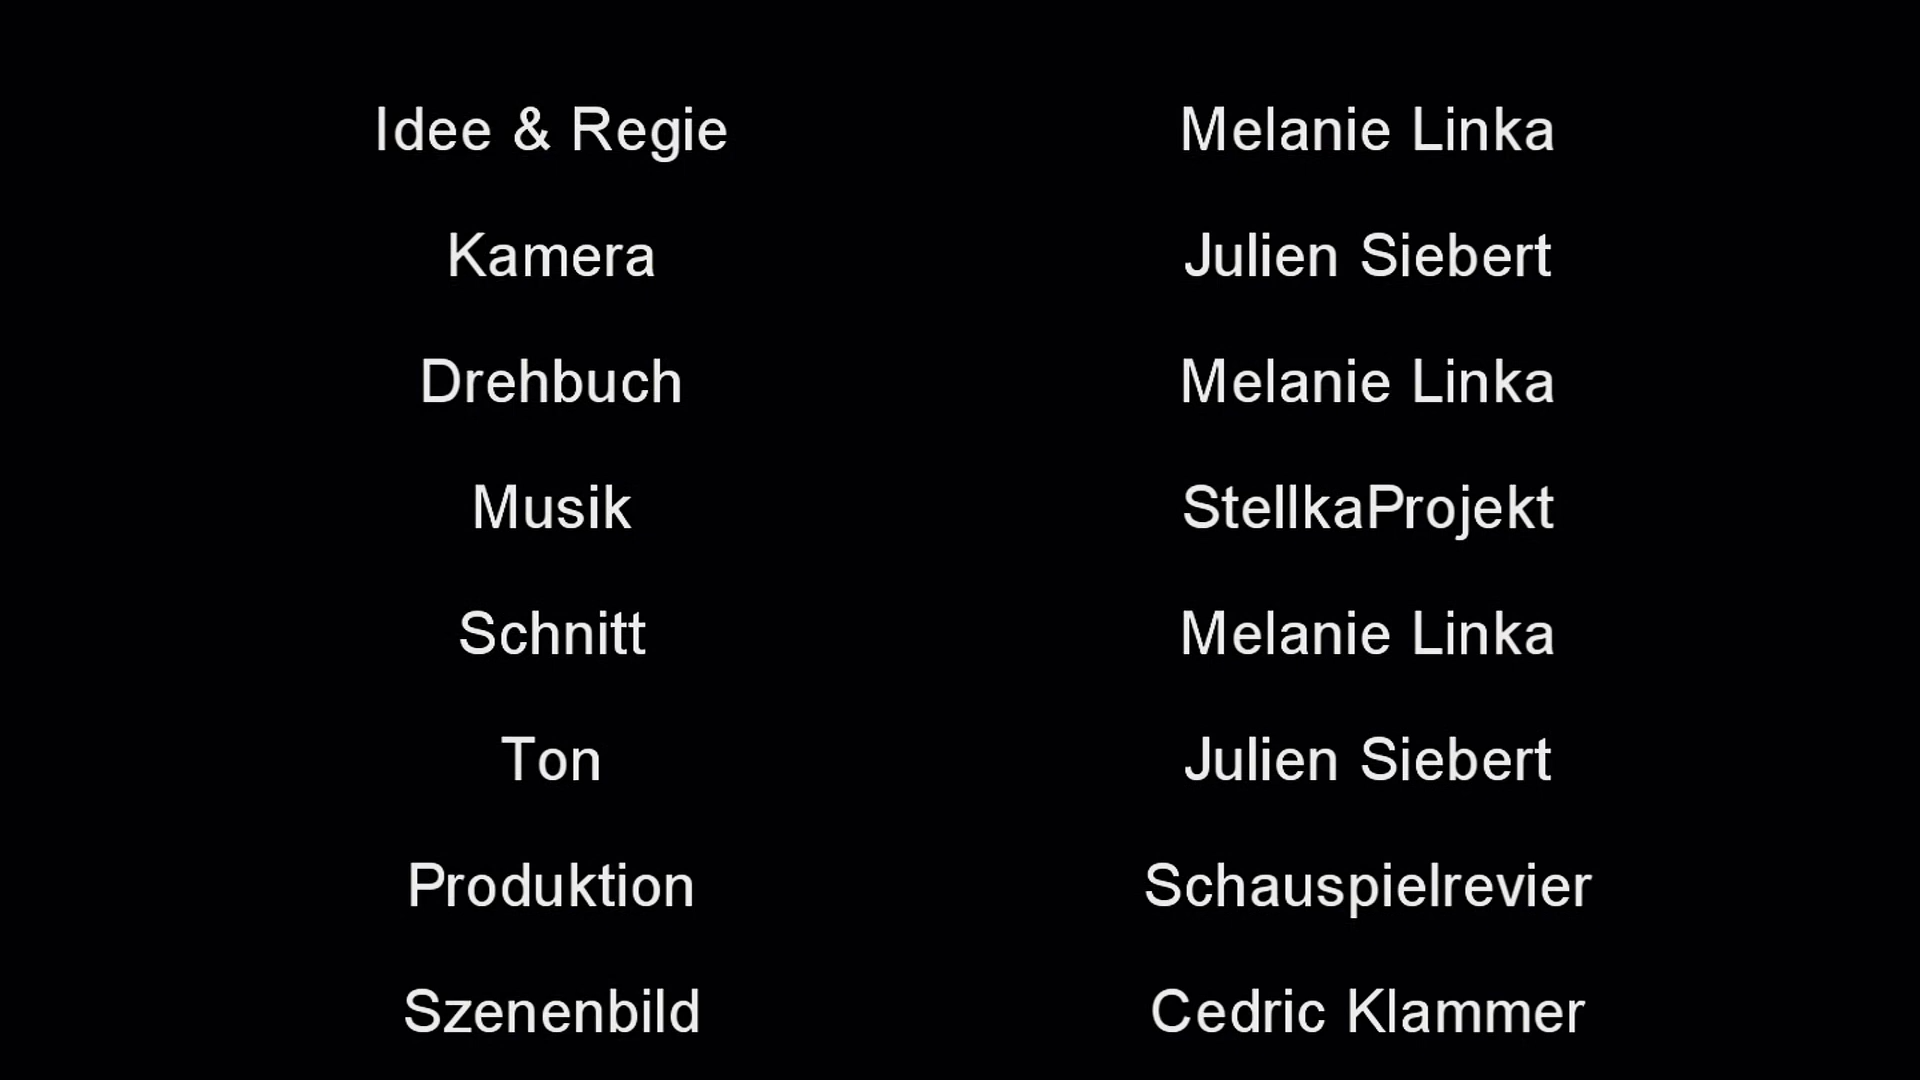 Idee & Regie Melanie Linka
Kamera Julien Siebert
Drehbuch Melanie Linka
Musik StellkaProjekt
Schnitt Melanie Linka
Ton Julien Siebert
Produktion Schauspielrevier
Szenenbild Cedric Klammer